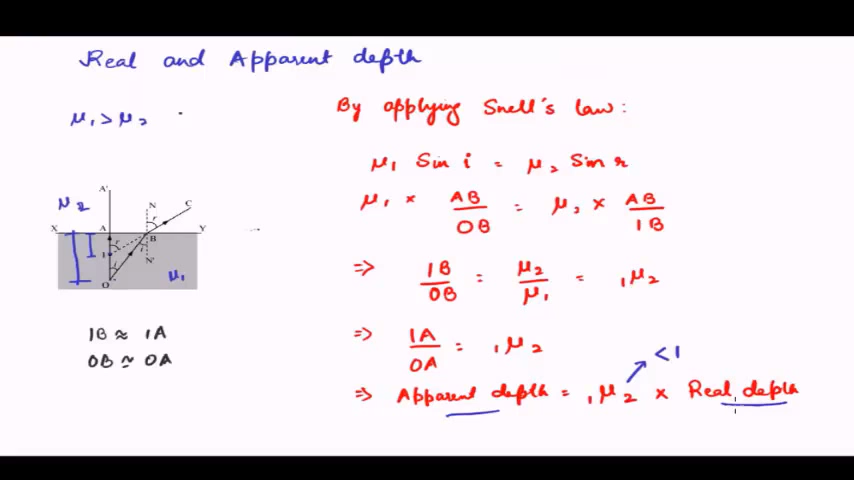 Real and Apparent depth
μ₁ > μ₂
By applying Snell's law:
μ₁ Sin i = μ₂ Sin r
μ₁ × AB/OB = μ₂ × AB/IB
⇒ IB/OB = μ₂/μ₁ = ₁μ₂
⇒ IA/OA = ₁μ₂
⇒ Apparent depth = ₁μ₂ × Real depth
< 1
A'
μ₂
N
C
r
X
A
B
Y
r
i
I
N'
μ₁
i
O
IB ≈ IA
OB ≃ OA